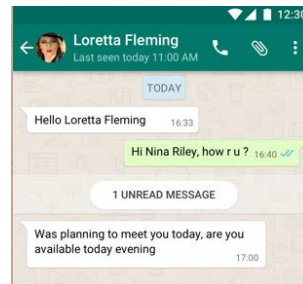 12:30
Loretta Fleming
Last seen today 11:00 AM
TODAY
Hello Loretta Fleming 16:33
Hi Nina Riley, how r u ? 16:40
1 UNREAD MESSAGE
Was planning to meet you today, are you
available today evening
17:00